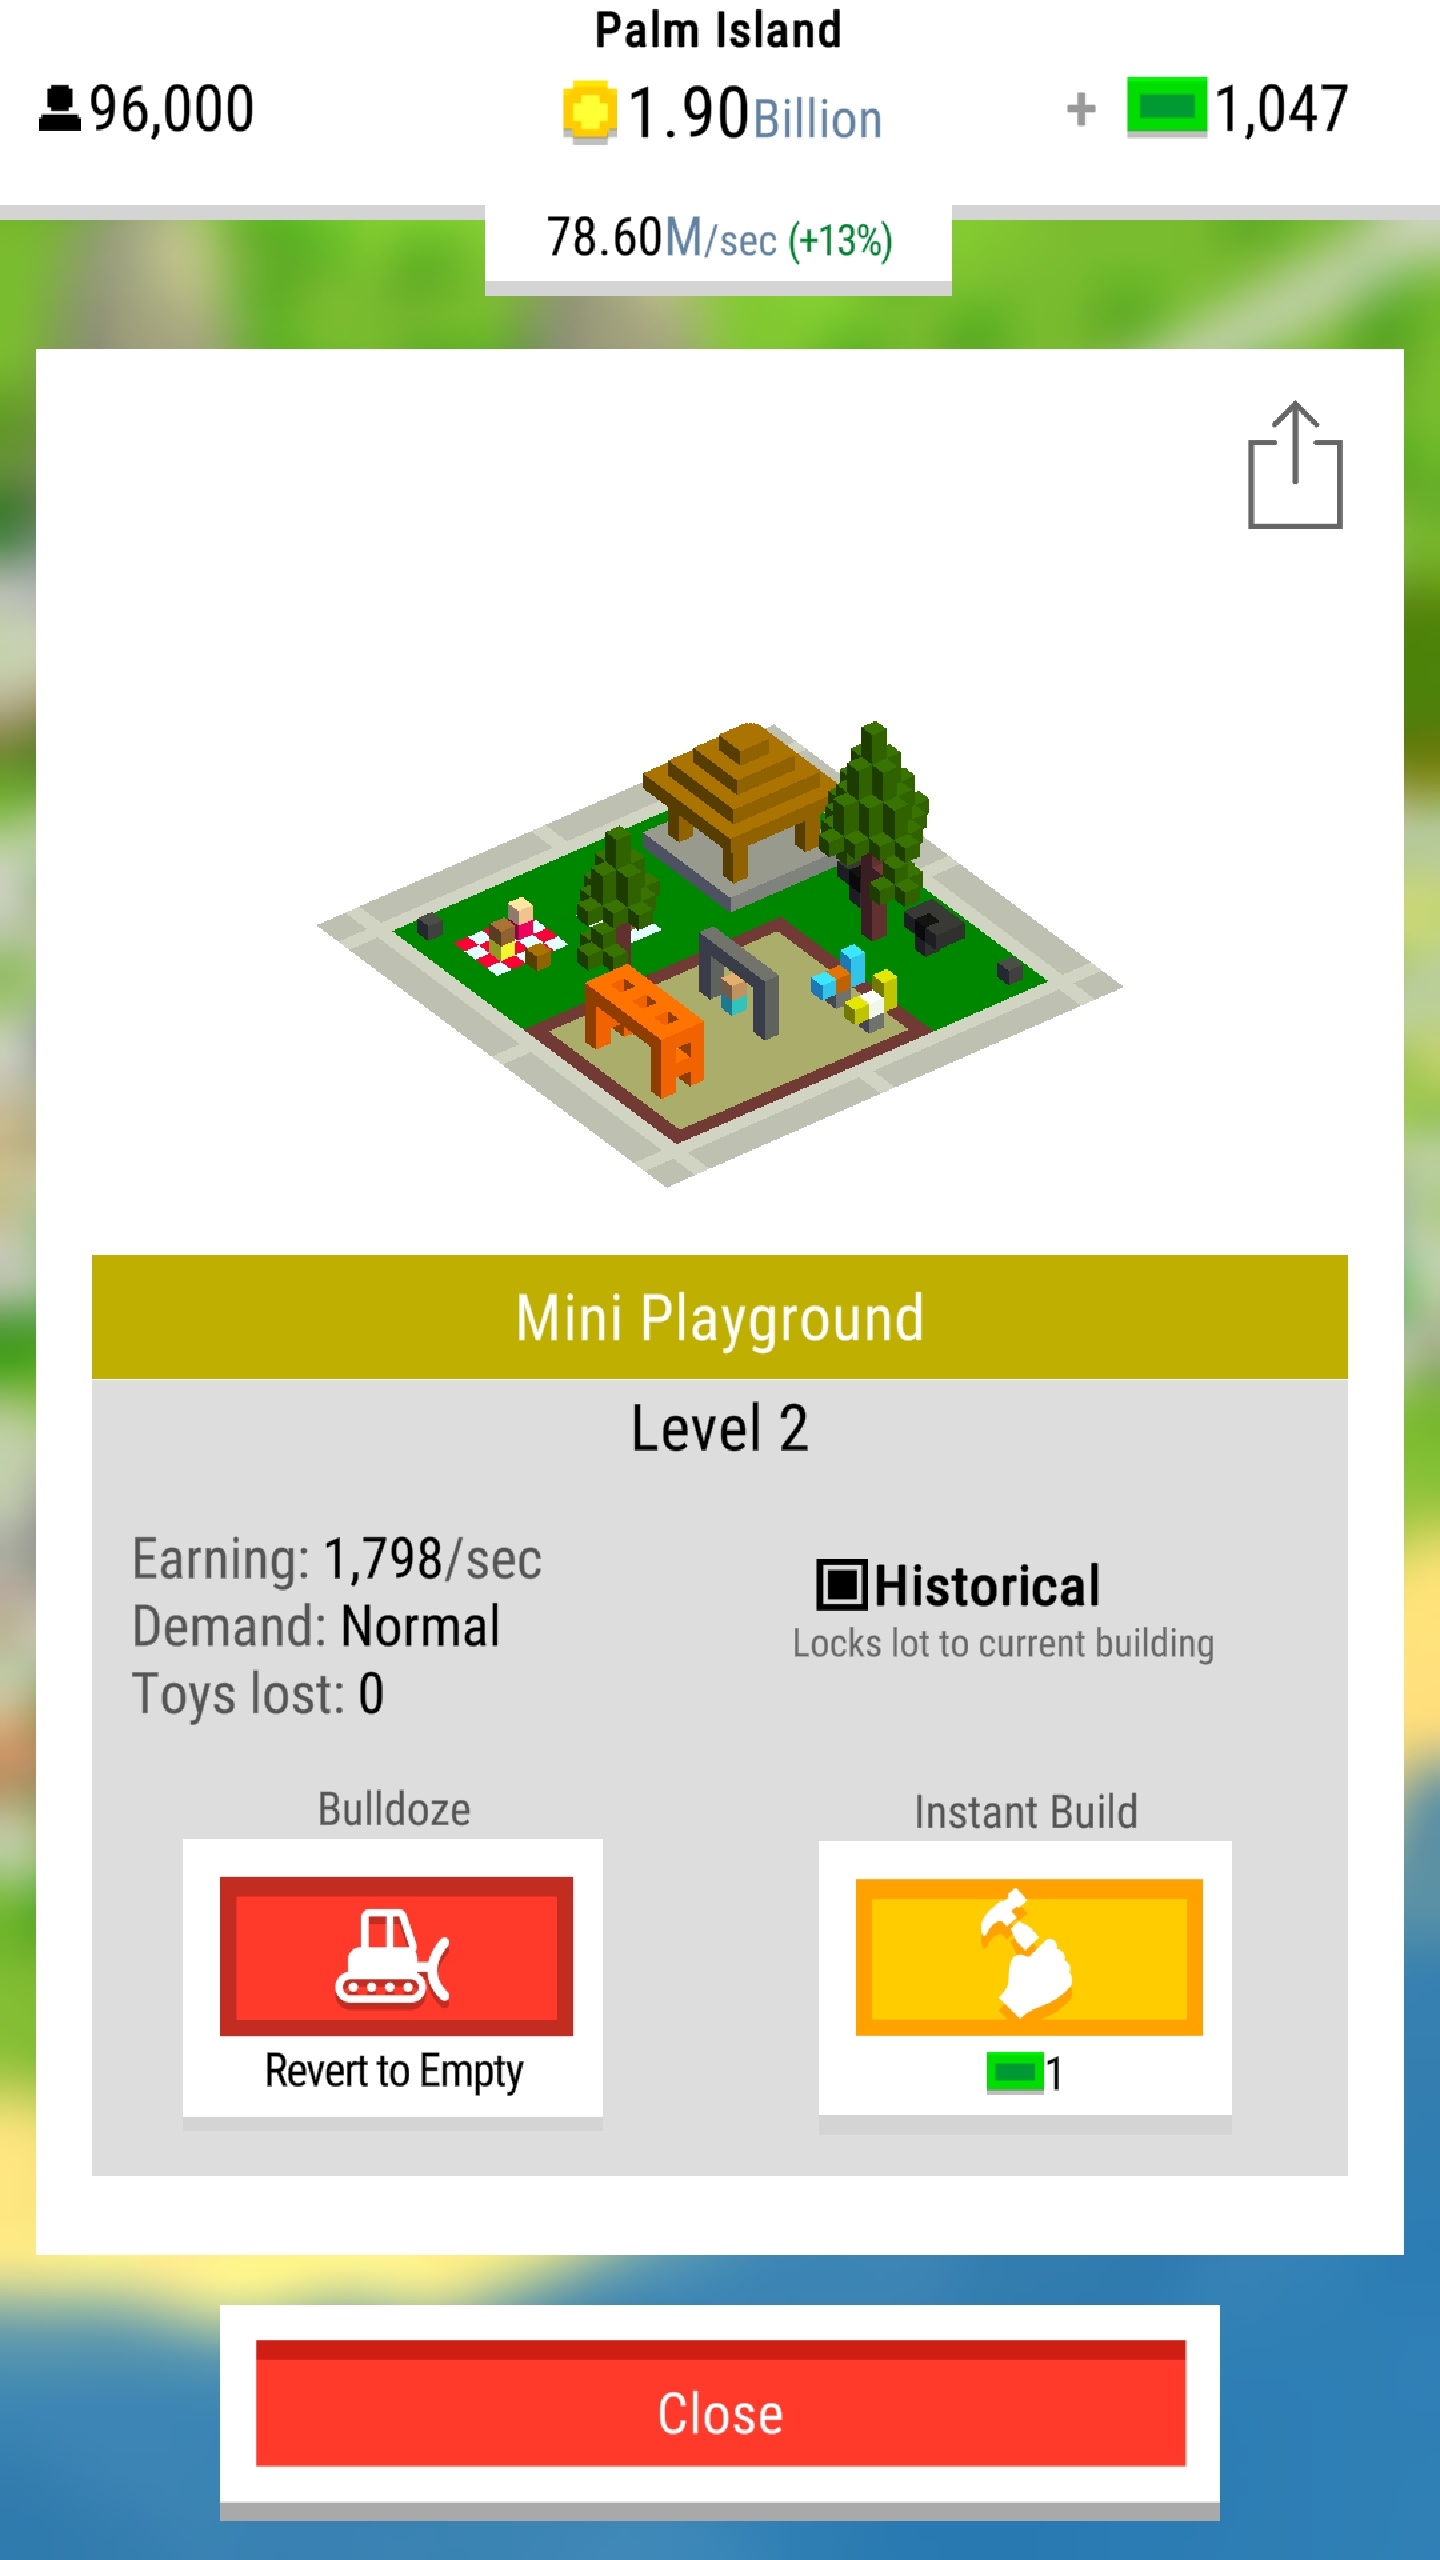 Palm Island
96,000
1.90Billion
+ 1,047
78.60M/sec (+13%)
Mini Playground
Level 2
Earning: 1,798/sec
Demand: Normal
Toys lost: 0
Historical
Locks lot to current building
Bulldoze
Revert to Empty
Instant Build
1
Close